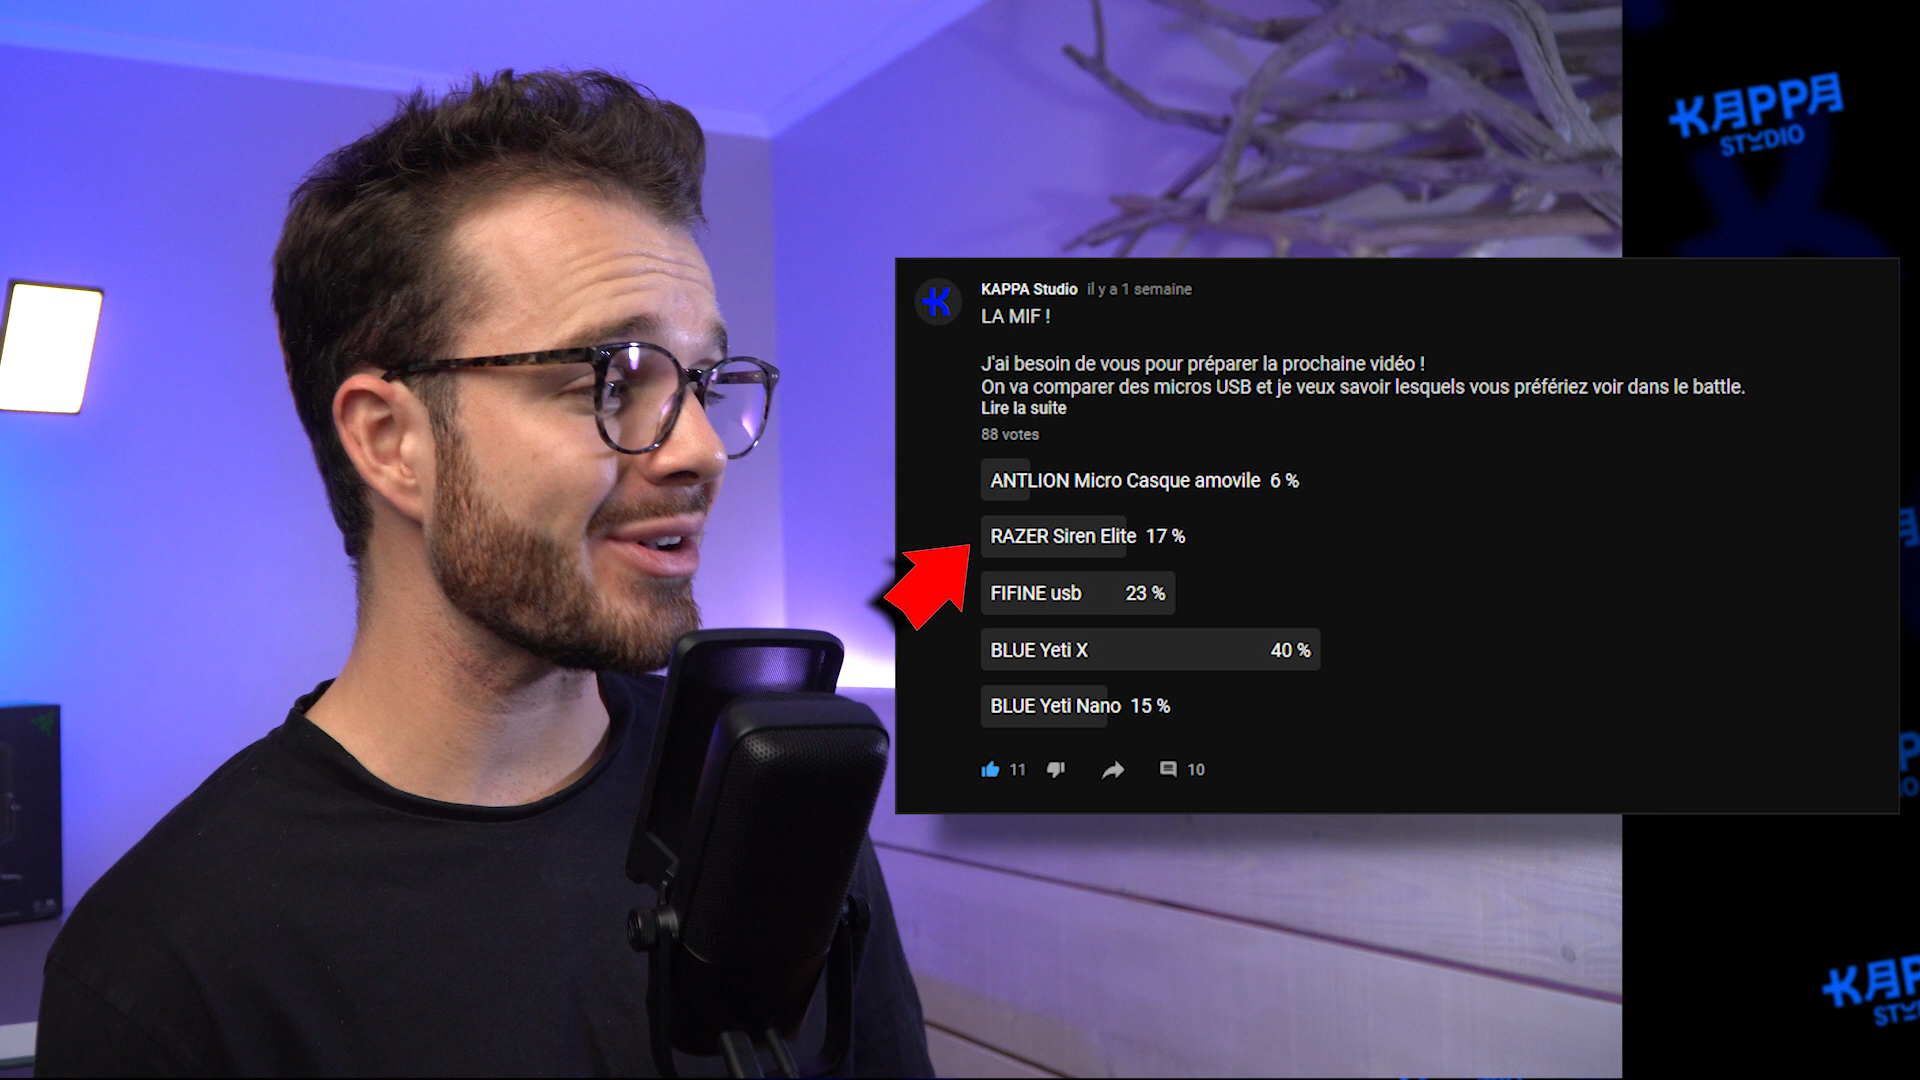 KAPPA
STUDIO
KAPPA Studio il y a 1 semaine
LA MIF !
J'ai besoin de vous pour préparer la prochaine vidéo !
On va comparer des micros USB et je veux savoir lesquels vous préfériez voir dans le battle.
Lire la suite
88 votes
ANTLION Micro Casque amovile 6 %
RAZER Siren Elite 17 %
FIFINE usb 23 %
BLUE Yeti X 40 %
BLUE Yeti Nano 15 %
11 10